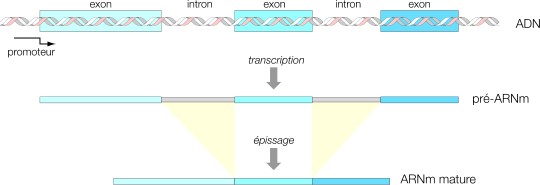 exon intron exon intron exon
ADN
promoteur
transcription
pré-ARNm
épissage
ARNm mature